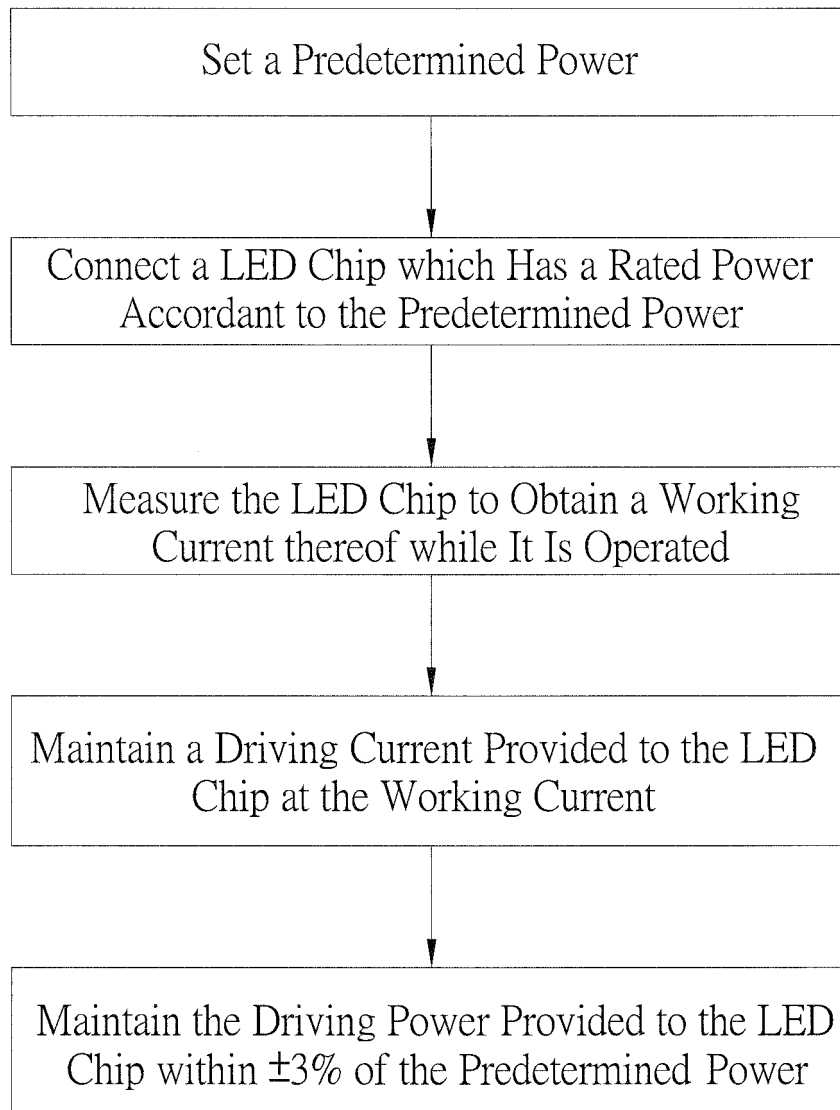 Set a Predetermined Power
Connect a LED Chip which Has a Rated Power
Accordant to the Predetermined Power
Measure the LED Chip to Obtain a Working
Current thereof while It Is Operated
Maintain a Driving Current Provided to the LED
Chip at the Working Current
Maintain the Driving Power Provided to the LED
Chip within ±3% of the Predetermined Power